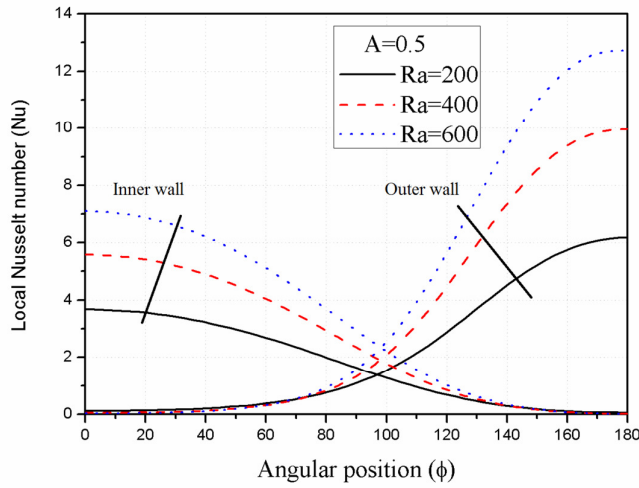 14
12
10
8
6
4
2
0
Local Nusselt number (Nu)
A=0.5
Ra=200
Ra=400
Ra=600
Inner wall
Outer wall
0 20 40 60 80 100 120 140 160 180
Angular position (ϕ)